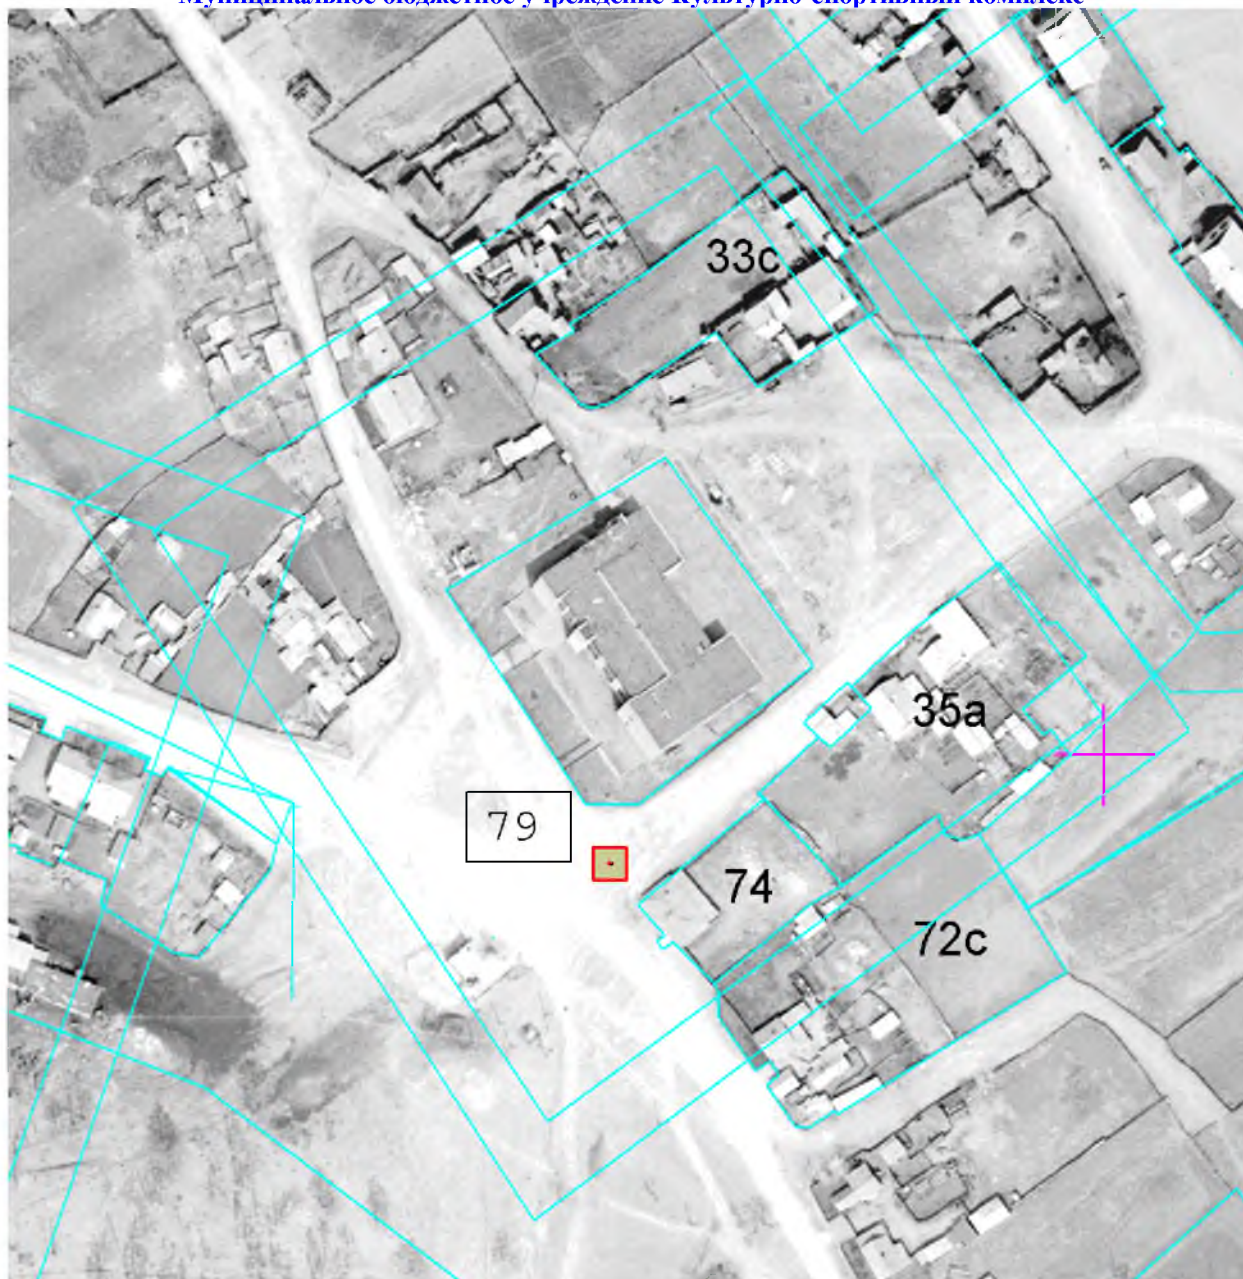 Муниципальное бюджетное учреждение Культурно-спортивный комплекс
33с
35а
79
74
72с